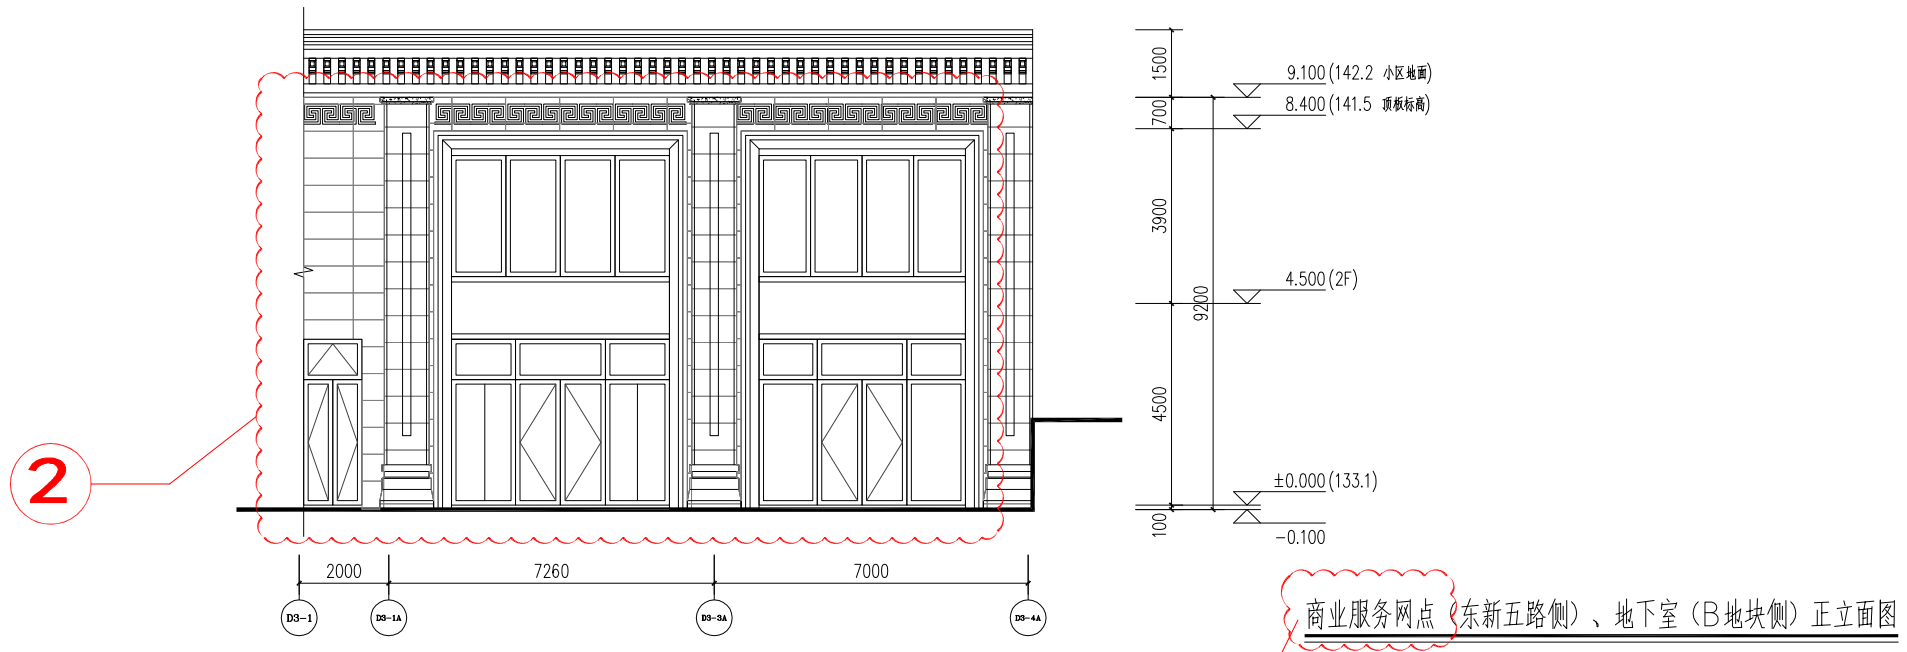 1500
9.100(142.2 小区地面)
700
8.400(141.5 顶板标高)
3900
4.500(2F)
9200
4500
±0.000(133.1)
100
-0.100
2
2000
7260
7000
D3-1
D3-1A
D3-3A
D3-4A
商业服务网点（东新五路侧）、地下室（B地块侧）正立面图